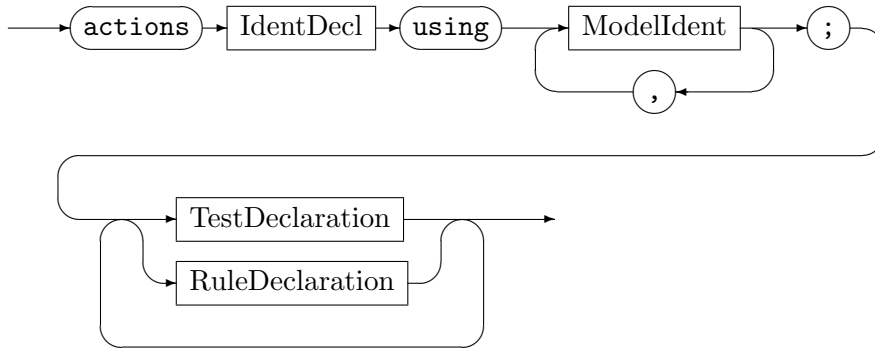 actions IdentDecl using ModelIdent ;
,
TestDeclaration
RuleDeclaration